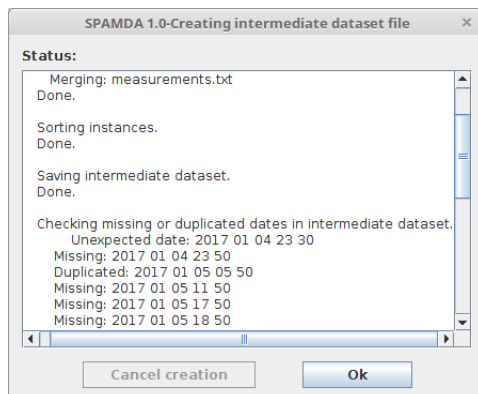 SPAMDA 1.0-Creating intermediate dataset file ×
Status:
Merging: measurements.txt
Done.
Sorting instances.
Done.
Saving intermediate dataset.
Done.
Checking missing or duplicated dates in intermediate dataset.
Unexpected date: 2017 01 04 23 30
Missing: 2017 01 04 23 50
Duplicated: 2017 01 05 05 50
Missing: 2017 01 05 11 50
Missing: 2017 01 05 17 50
Missing: 2017 01 05 18 50
Cancel creation
Ok